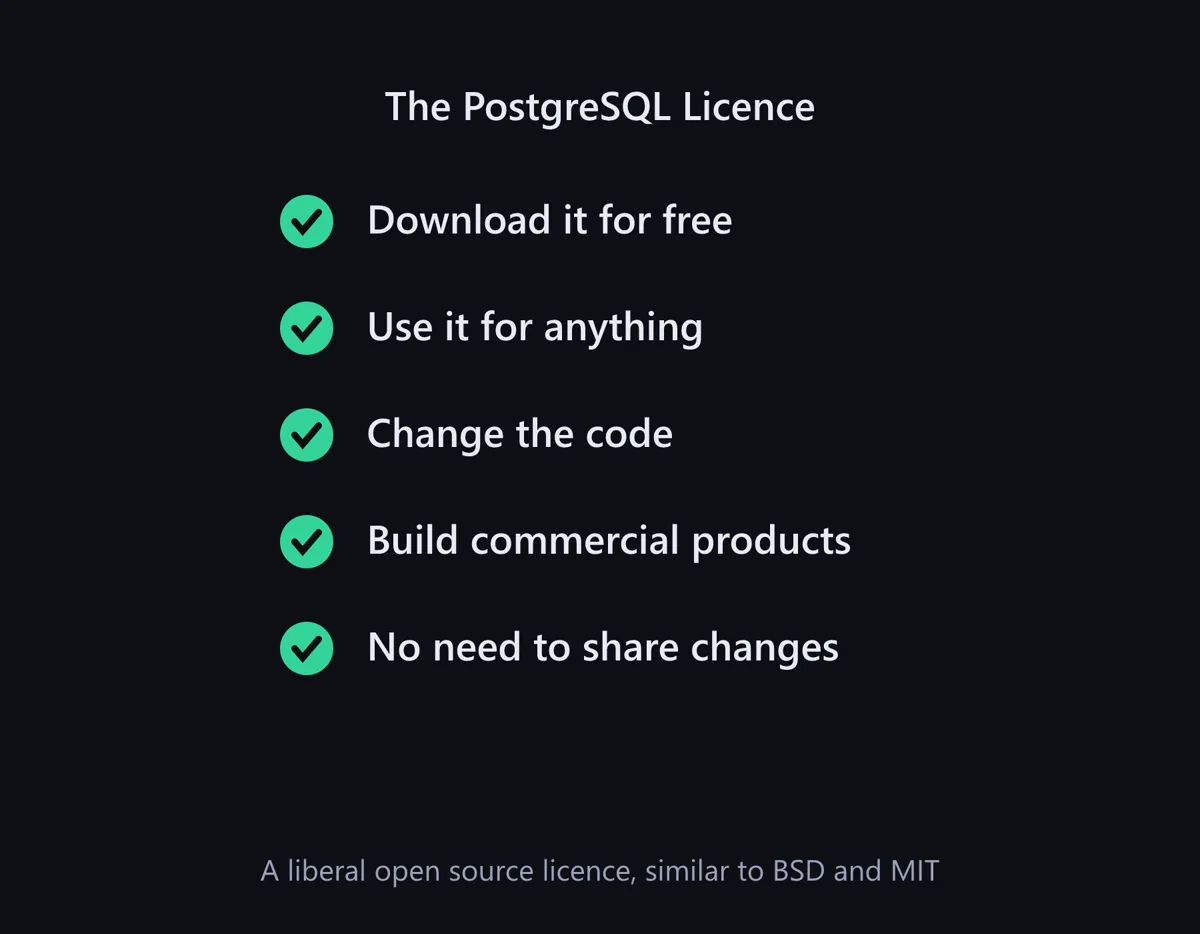 The PostgreSQL Licence
Download it for free
Use it for anything
Change the code
Build commercial products
No need to share changes
A liberal open source licence, similar to BSD and MIT